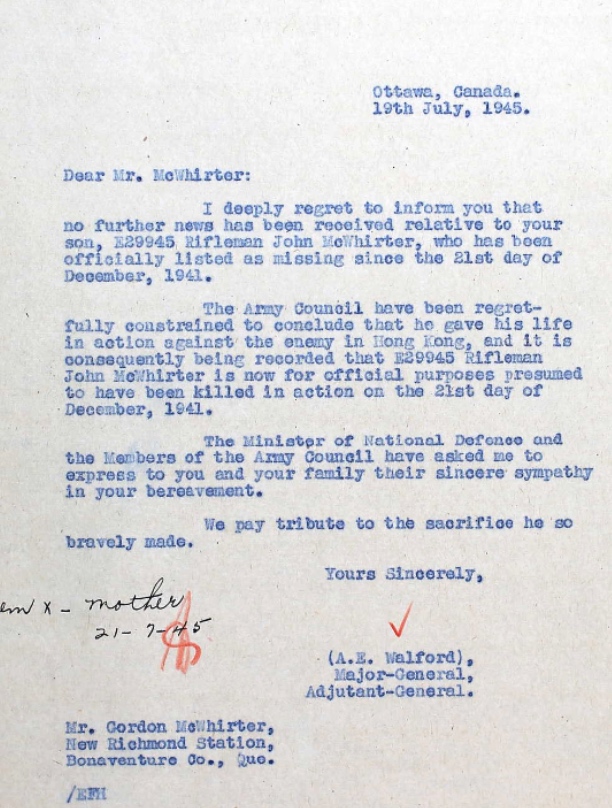 Ottawa, Canada.
19th July, 1945.
Dear Mr. McWhirter:
I deeply regret to inform you that
no further news has been received relative to your
son, E29945 Rifleman John McWhirter, who has been
officially listed as missing since the 21st day of
December, 1941.
The Army Council have been regret-
fully constrained to conclude that he gave his life
in action against the enemy in Hong Kong, and it is
consequently being recorded that E29945 Rifleman
John McWhirter is now for official purposes presumed
to have been killed in action on the 21st day of
December, 1941.
The Minister of National Defence and
the Members of the Army Council have asked me to
express to you and your family their sincere sympathy
in your bereavement.
We pay tribute to the sacrifice he so
bravely made.
Yours Sincerely,
x - mother
21-7-45
(A.E. Walford),
Major-General,
Adjutant-General.
Mr. Gordon McWhirter,
New Richmond Station,
Bonaventure Co., Que.
/EFH